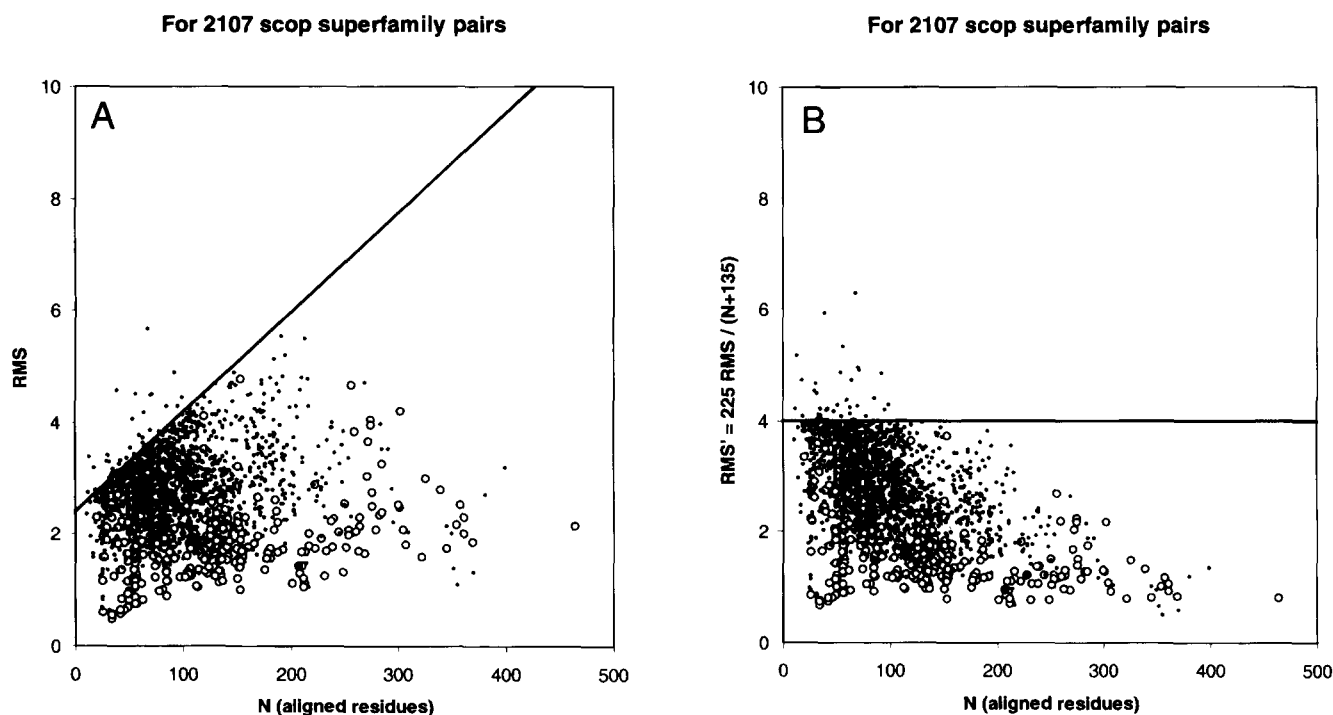 For 2107 scop superfamily pairs
A
10
8
6
4
2
0
RMS
0 100 200 300 400 500
N (aligned residues)
For 2107 scop superfamily pairs
B
10
8
6
4
2
0
RMS' = 225 RMS / (N+135)
0 100 200 300 400 500
N (aligned residues)